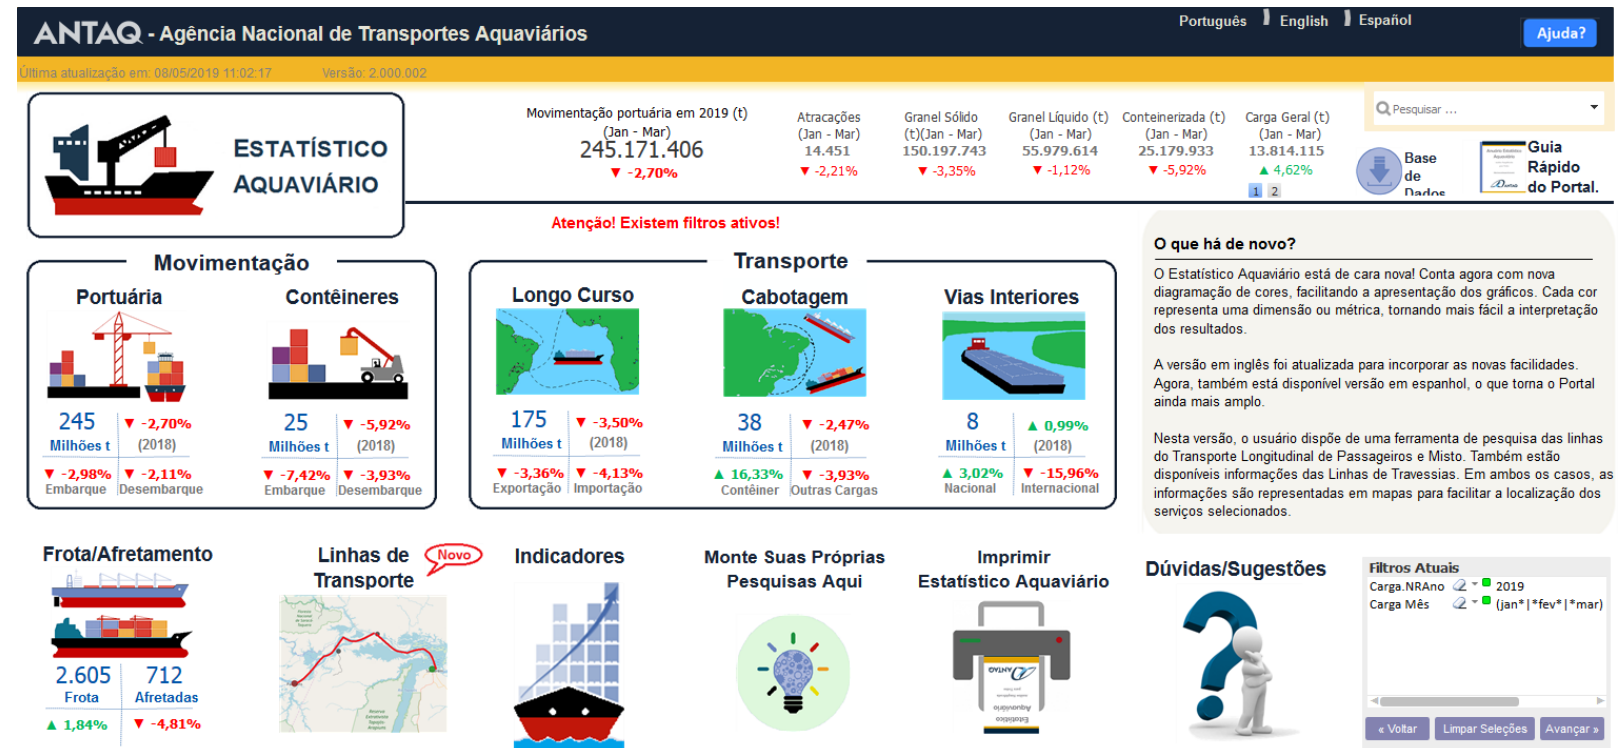 ANTAQ - Agência Nacional de Transportes Aquaviários
Português
English
Español
Ajuda?
Última atualização em: 08/05/2019 11:02:17
Versão: 2.000.002
ESTATÍSTICO
AQUAVIÁRIO
Movimentação portuária em 2019 (t)
(Jan - Mar)
245.171.406
▼ -2,70%
Atracações
(Jan - Mar)
14.451
▼ -2,21%
Granel Sólido
(t)(Jan - Mar)
150.197.743
▼ -3,35%
Granel Líquido (t)
(Jan - Mar)
55.979.614
▼ -1,12%
Conteinerizada (t)
(Jan - Mar)
25.179.933
▼ -5,92%
Carga Geral (t)
(Jan - Mar)
13.814.115
▲ 4,62%
1 2
Pesquisar ...
Base
de
Dados
Guia
Rápido
do Portal.
Atenção! Existem filtros ativos!
Movimentação
Portuária
245
Milhões t
▼ -2,70%
(2018)
▼ -2,98%
Embarque
▼ -2,11%
Desembarque
Contêineres
25
Milhões t
▼ -5,92%
(2018)
▼ -7,42%
Embarque
▼ -3,93%
Desembarque
Transporte
Longo Curso
175
Milhões t
▼ -3,50%
(2018)
▼ -3,36%
Exportação
▼ -4,13%
Importação
Cabotagem
38
Milhões t
▼ -2,47%
(2018)
▲ 16,33%
Contêiner
▼ -3,93%
Outras Cargas
Vias Interiores
8
Milhões t
▲ 0,99%
(2018)
▲ 3,02%
Nacional
▼ -15,96%
Internacional
O que há de novo?
O Estatístico Aquaviário está de cara nova! Conta agora com nova
diagramação de cores, facilitando a apresentação dos gráficos. Cada cor
representa uma dimensão ou métrica, tornando mais fácil a interpretação
dos resultados.
A versão em inglês foi atualizada para incorporar as novas facilidades.
Agora, também está disponível versão em espanhol, o que torna o Portal
ainda mais amplo.
Nesta versão, o usuário dispõe de uma ferramenta de pesquisa das linhas
do Transporte Longitudinal de Passageiros e Misto. Também estão
disponíveis informações das Linhas de Travessias. Em ambos os casos, as
informações são representadas em mapas para facilitar a localização dos
serviços selecionados.
Frota/Afretamento
2.605
Frota
▲ 1,84%
712
Afretadas
▼ -4,81%
Linhas de
Transporte
Novo
Indicadores
Monte Suas Próprias
Pesquisas Aqui
Imprimir
Estatístico Aquaviário
ANTAQ
Aquaviário
Estatístico
Dúvidas/Sugestões
Filtros Atuais
Carga.NRAno 2019
Carga Mês (jan*|*fev*|*mar)
« Voltar
Limpar Seleções
Avançar »